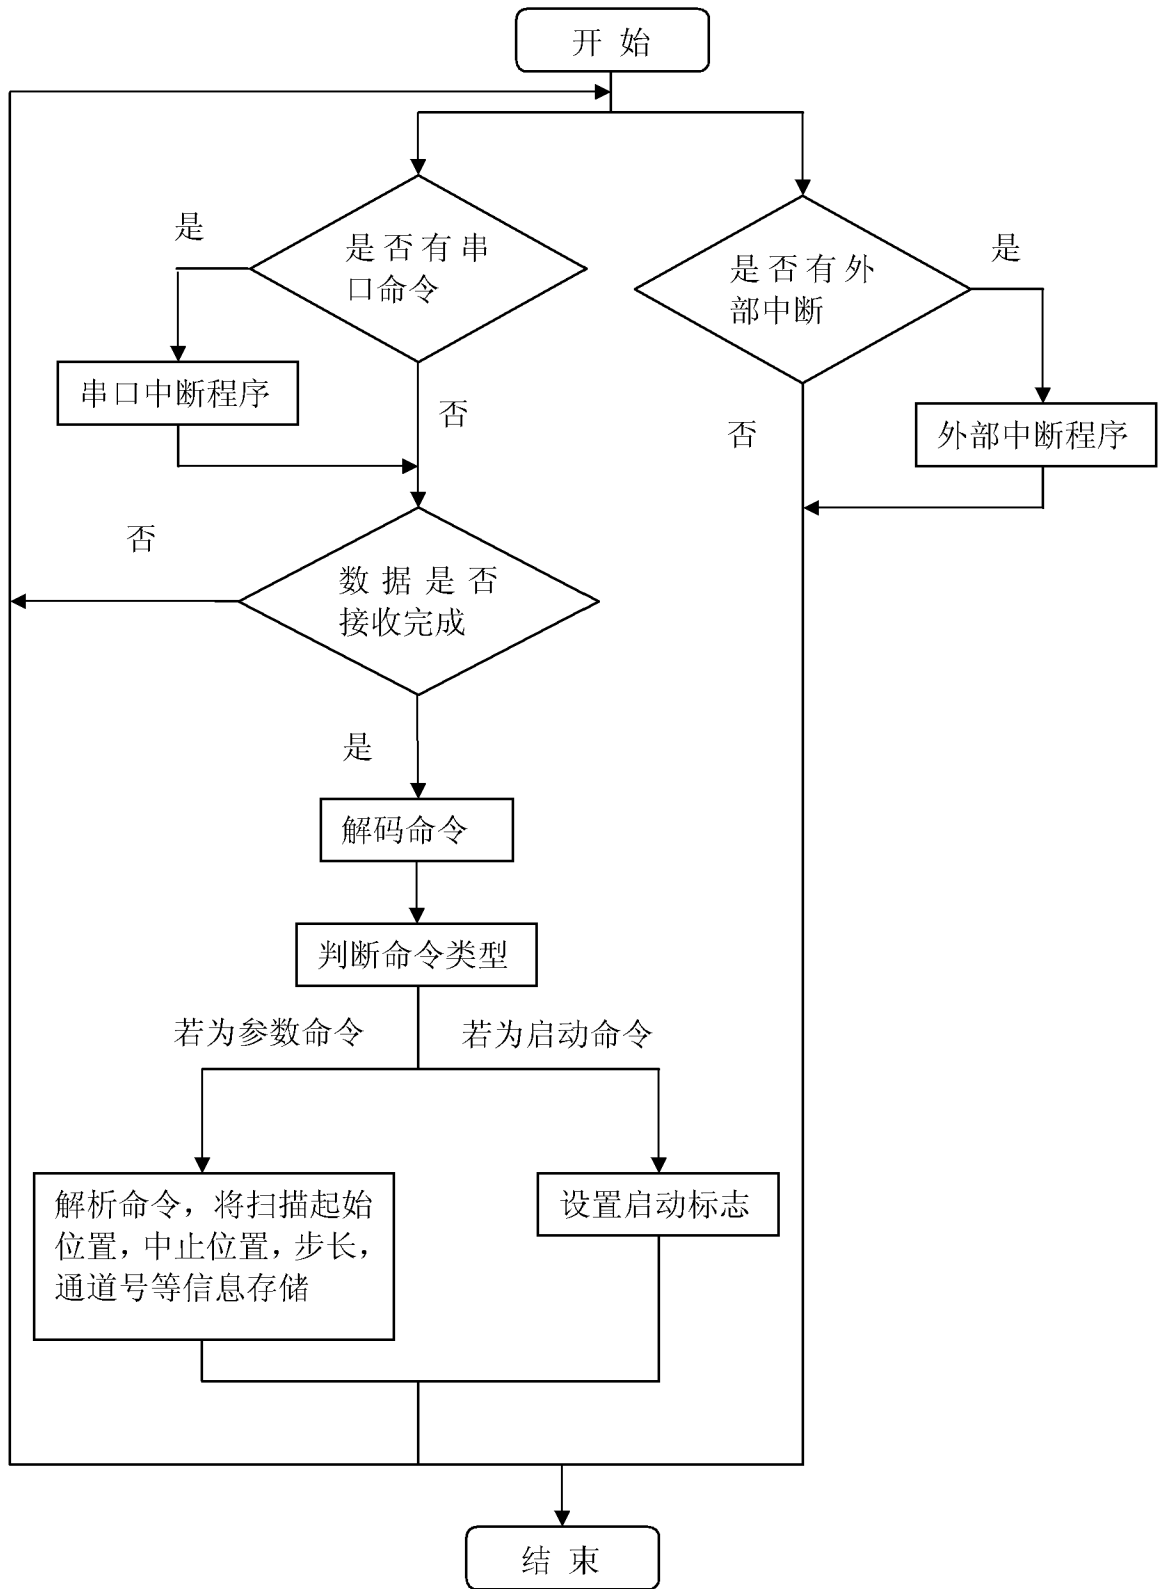 开 始
是
是否有串
口命令
是否有外
部中断
是
串口中断程序
否
否
外部中断程序
否
数据是否
接收完成
是
解码命令
判断命令类型
若为参数命令
若为启动命令
解析命令，将扫描起始
位置，中止位置，步长，
通道号等信息存储
设置启动标志
结 束